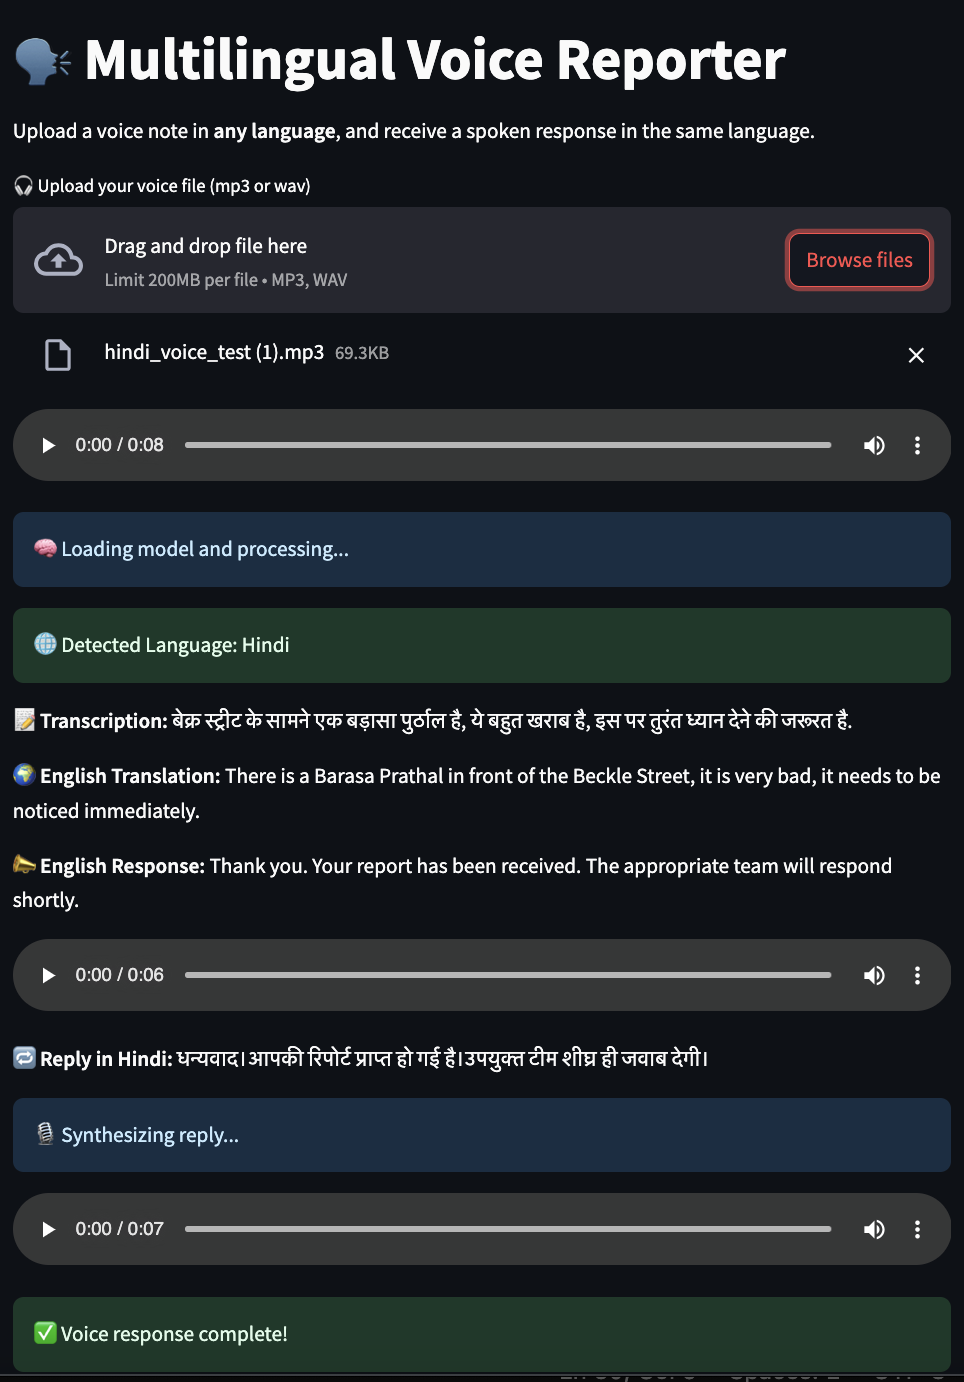 🗣️ Multilingual Voice Reporter
Upload a voice note in any language, and receive a spoken response in the same language.
🎧 Upload your voice file (mp3 or wav)
Drag and drop file here
Limit 200MB per file • MP3, WAV
Browse files
hindi_voice_test (1).mp3 69.3KB
0:00 / 0:08
🧠 Loading model and processing...
🌐 Detected Language: Hindi
📝 Transcription: बेक्र स्ट्रीट के सामने एक बड़ासा पुर्ठाल है, ये बहुत खराब है, इस पर तुरंत ध्यान देने की जरूरत है.
🌍 English Translation: There is a Barasa Prathal in front of the Beckle Street, it is very bad, it needs to be
noticed immediately.
📣 English Response: Thank you. Your report has been received. The appropriate team will respond
shortly.
0:00 / 0:06
🔁 Reply in Hindi: धन्यवाद।आपकी रिपोर्ट प्राप्त हो गई है।उपयुक्त टीम शीघ्र ही जवाब देगी।
🎙️ Synthesizing reply...
0:00 / 0:07
✅ Voice response complete!